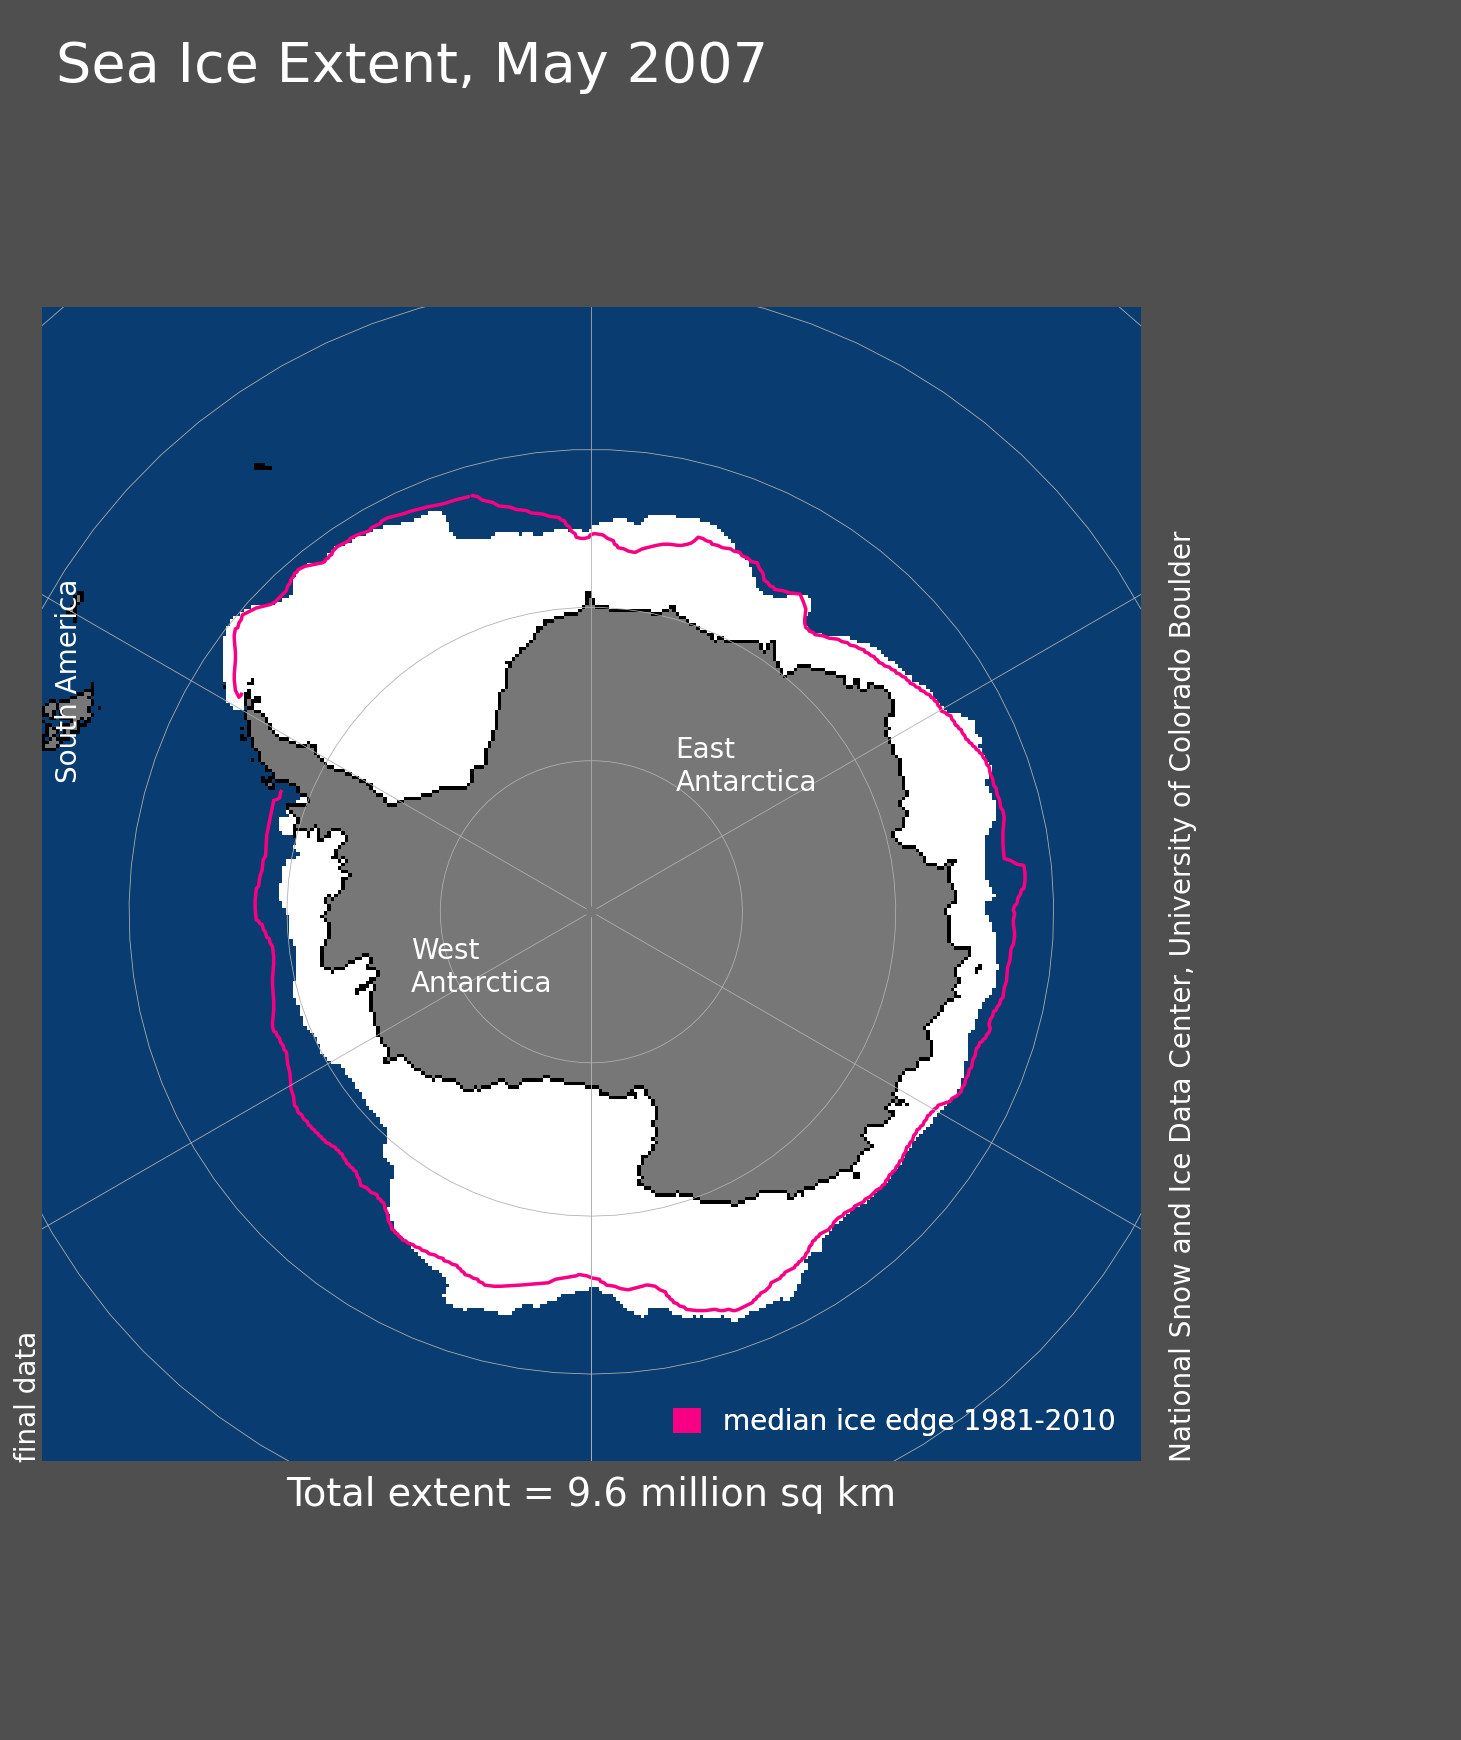 Sea Ice Extent, May 2007
South America
East
Antarctica
West
Antarctica
median ice edge 1981-2010
Total extent = 9.6 million sq km
final data
National Snow and Ice Data Center, University of Colorado Boulder